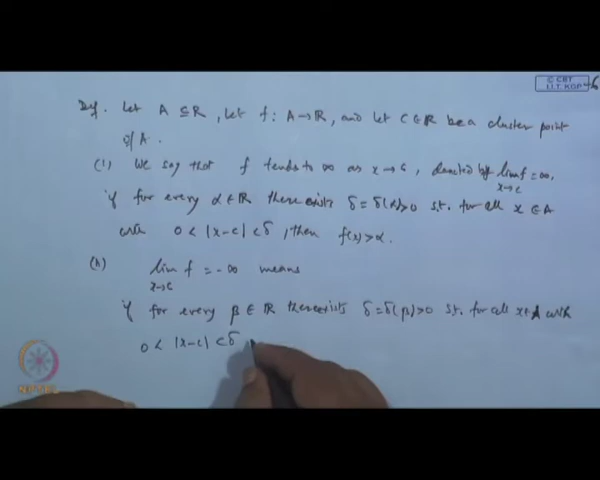 © CET
I.I.T. KGP
Def. Let A ⊆ R, Let f: A→R, and let C∈R be a cluster point
of A.
(1) We say that f tends to ∞ as x→c, denoted by lim f = ∞,
x→c
if for every α∈R there exists δ = δ(α)>0 s.t. for all x∈A
with 0 < |x-c| < δ, then f(x)>α.
lim f = -∞ means
x→c
if for every β∈R there exists δ = δ(β)>0 s.t. for all x∈A with
0 < |x-c| < δ
NPTEL